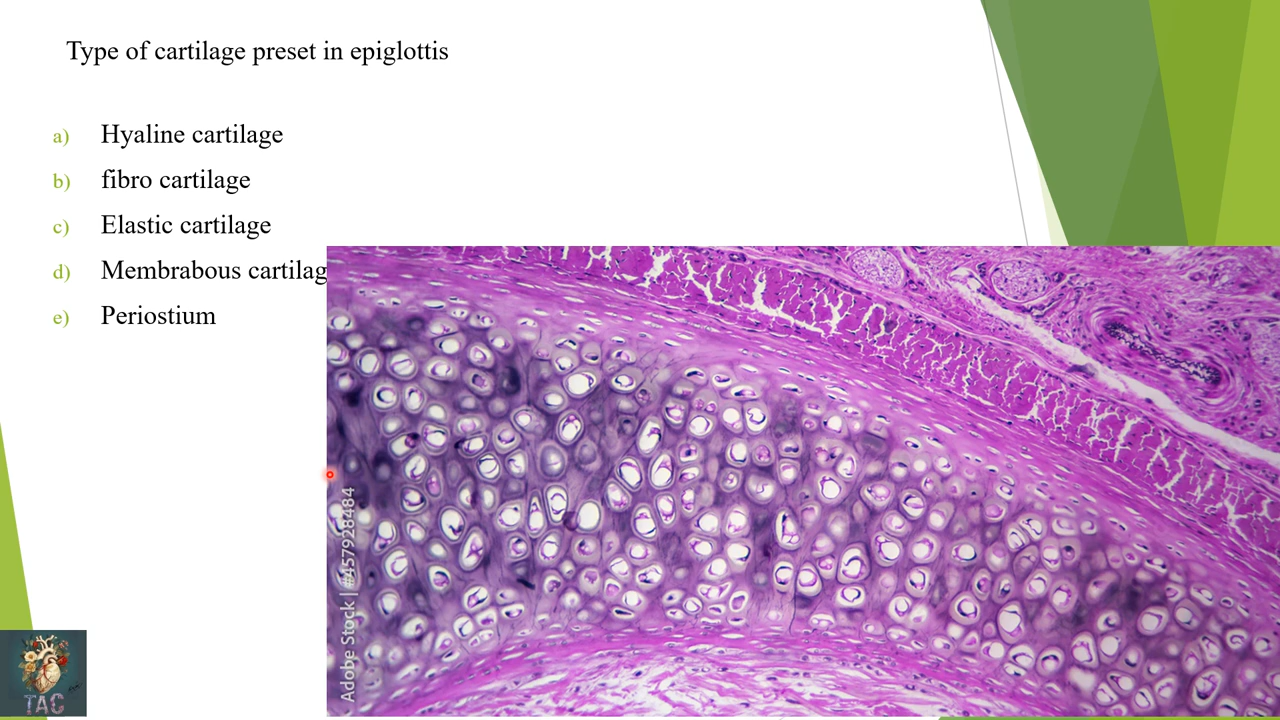 Type of cartilage preset in epiglottis
a) Hyaline cartilage
b) fibro cartilage
c) Elastic cartilage
d) Membrabous cartilag
e) Periostium
Adobe Stock | #457928484
TAC